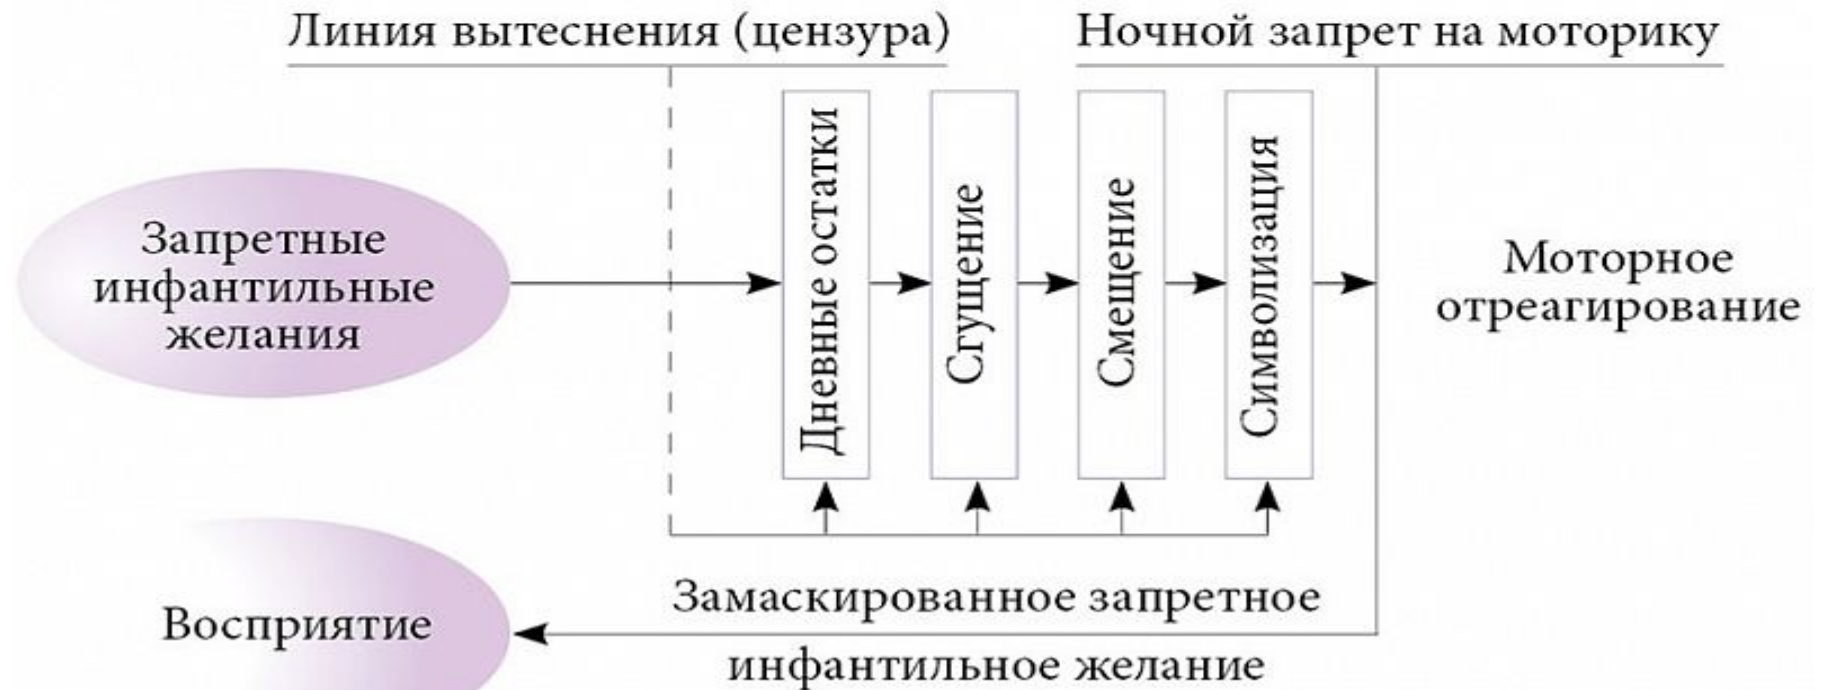 Линия вытеснения (цензура)
Ночной запрет на моторику
Запретные
инфантильные
желания
Дневные остатки
Сгущение
Смещение
Символизация
Моторное
отреагирование
Восприятие
Замаскированное запретное
инфантильное желание